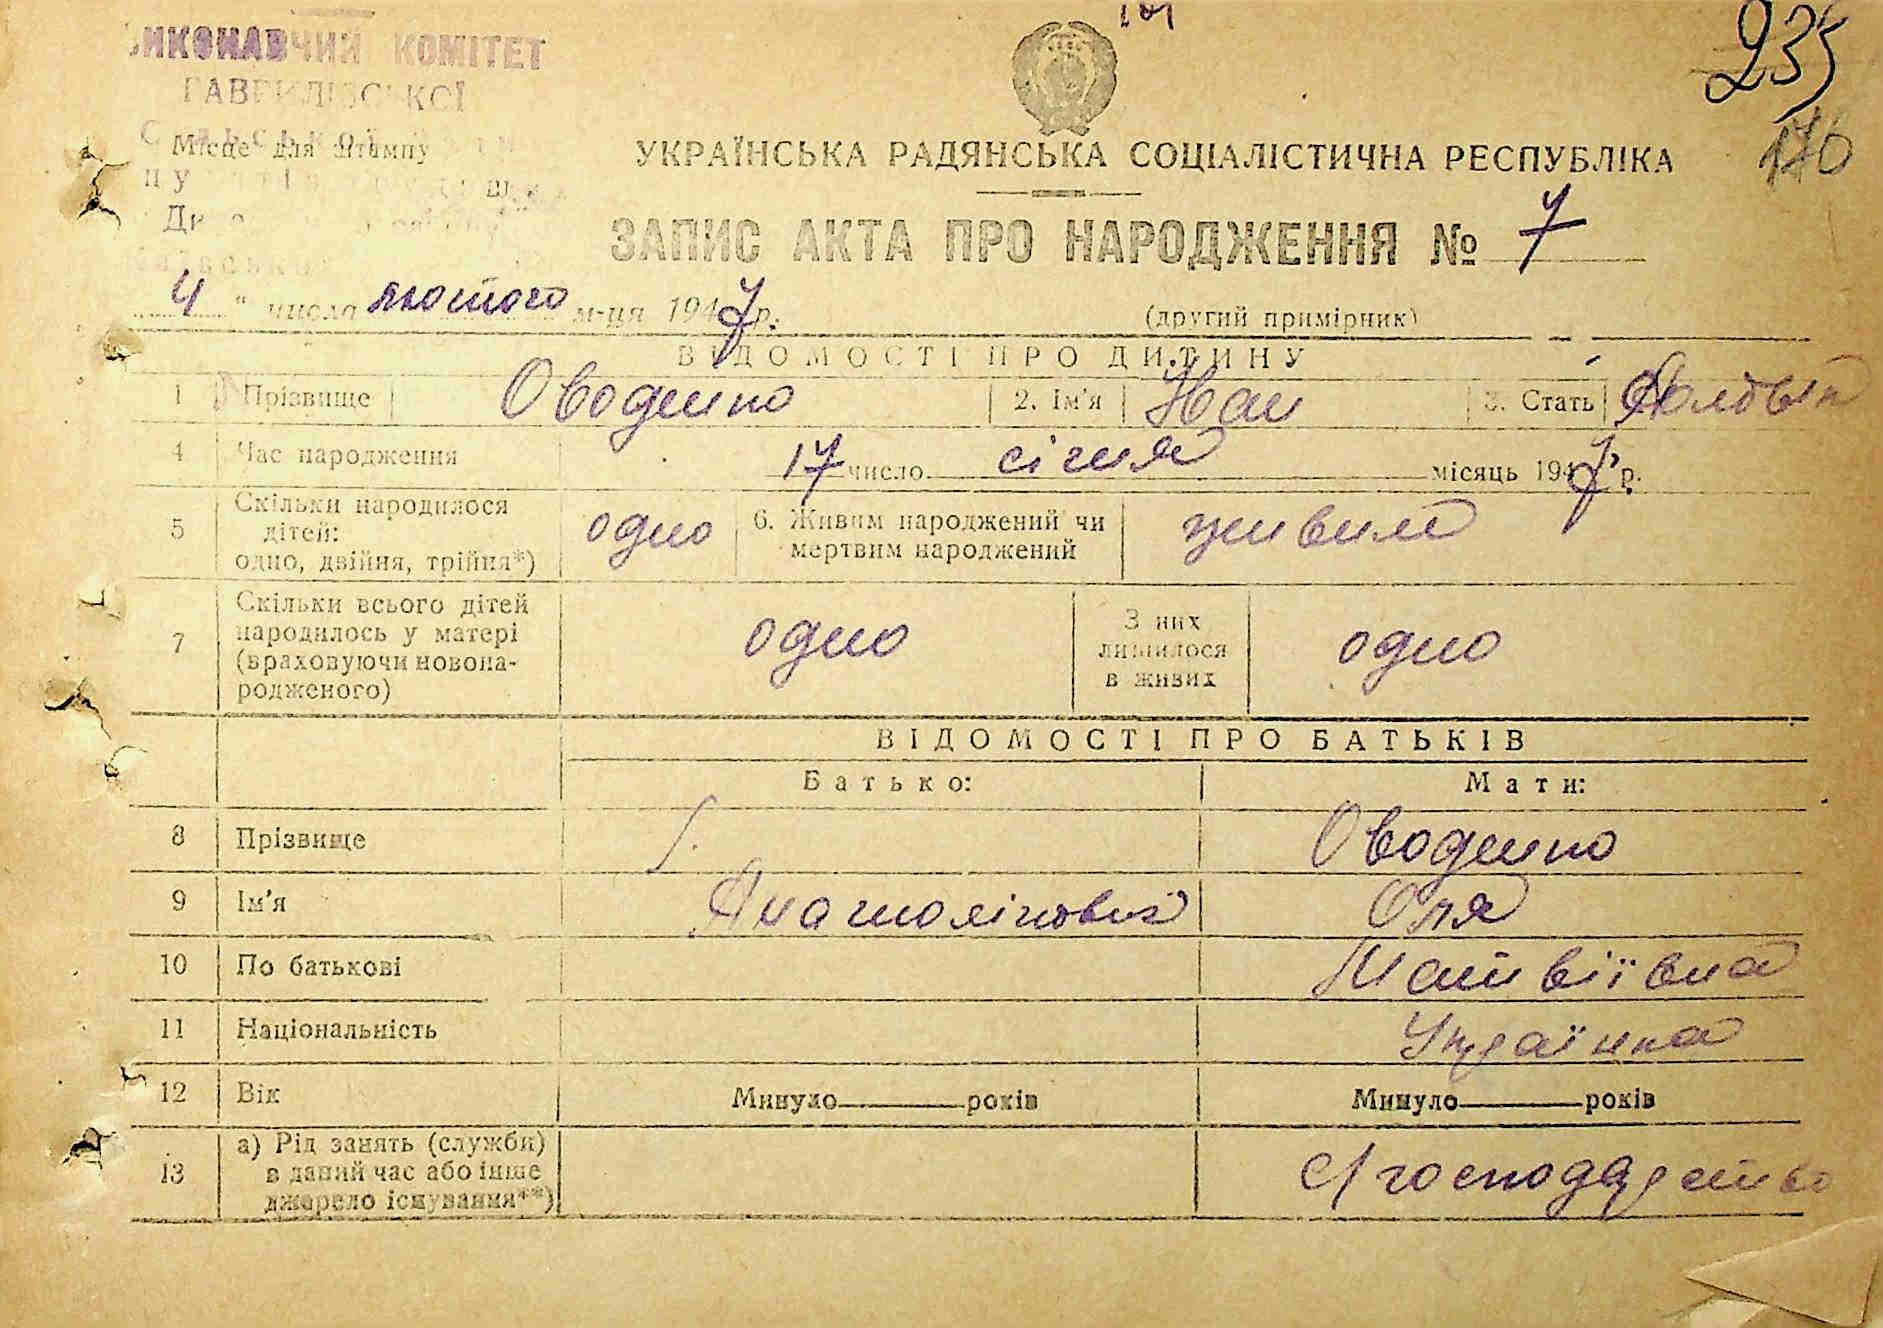 101
235
176
ВИКОНАВЧИЙ КОМІТЕТ
ГАВРИЛІВСЬКОЇ
Місце для штампу
УКРАЇНСЬКА РАДЯНСЬКА СОЦІАЛІСТИЧНА РЕСПУБЛІКА
ЗАПИС АКТА ПРО НАРОДЖЕННЯ № 7
4 " числа лютого м-ця 1947 р.
(другий примірник)
ВІДОМОСТІ ПРО ДИТИНУ
1 Прізвище Оводенко 2. Ім'я Іван 3. Стать
4 Час народження 17 число січня місяць 1947 р.
5 Скільки народилося дітей: одно, двійня, трійня*) одно 6. Живим народжений чи мертвим народжений живим
7 Скільки всього дітей народилось у матері (враховуючи новонародженого) одно З них лишилося в живих одно
ВІДОМОСТІ ПРО БАТЬКІВ
Батько: Мати:
8 Прізвище Оводенко
9 Ім'я Оля
10 По батькові Матвіївна
11 Національність Українка
12 Вік Минуло років Минуло років
13 а) Рід занять (служби) в даний час або інше джерело існування**) С/господарство